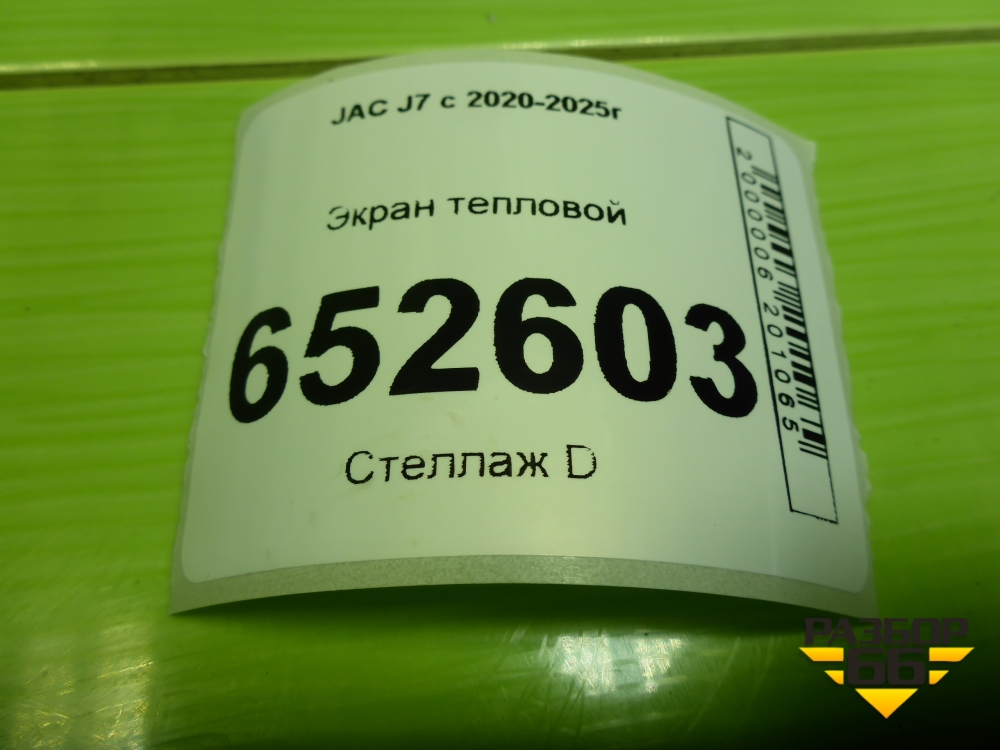 JAC J7 с 2020-2025г
Экран тепловой
652603
Стеллаж D
2000006201065
РАЗБОР
66